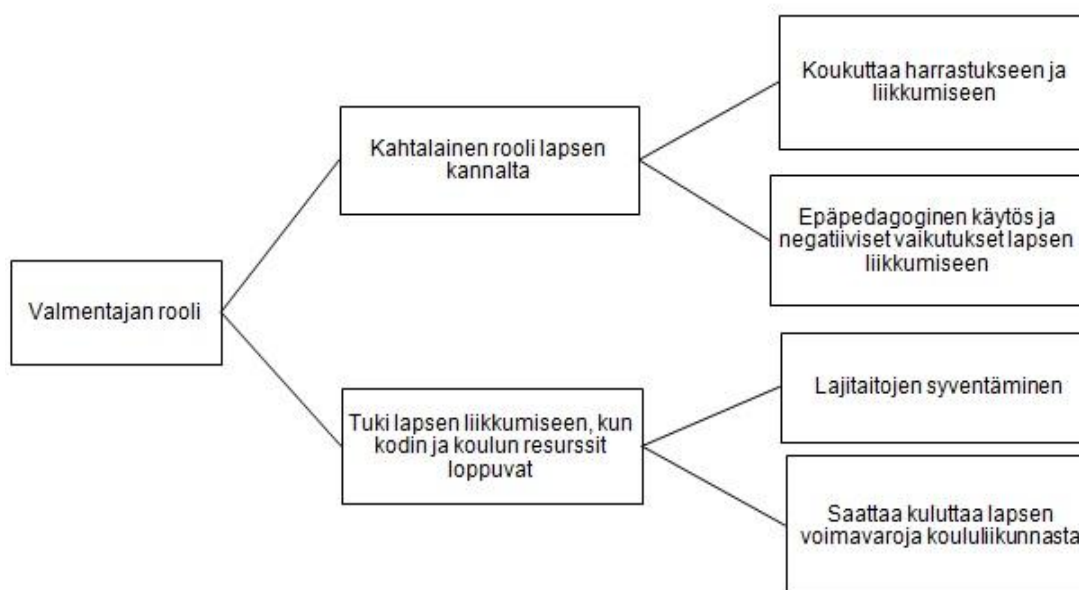 Koukuttaa harrastukseen ja
liikkumiseen
Kahtalainen rooli lapsen
kannalta
Epäpedagoginen käytös ja
negatiiviset vaikutukset lapsen
liikkumiseen
Valmentajan rooli
Lajitaitojen syventäminen
Tuki lapsen liikkumiseen, kun
kodin ja koulun resurssit
loppuvat
Saattaa kuluttaa lapsen
voimavaroja koululiikunnasta